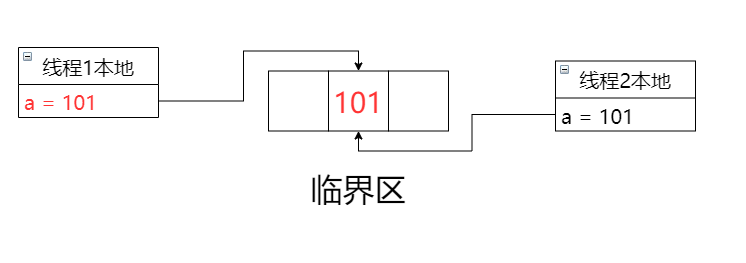 线程1本地
a = 101
101
线程2本地
a = 101
临界区